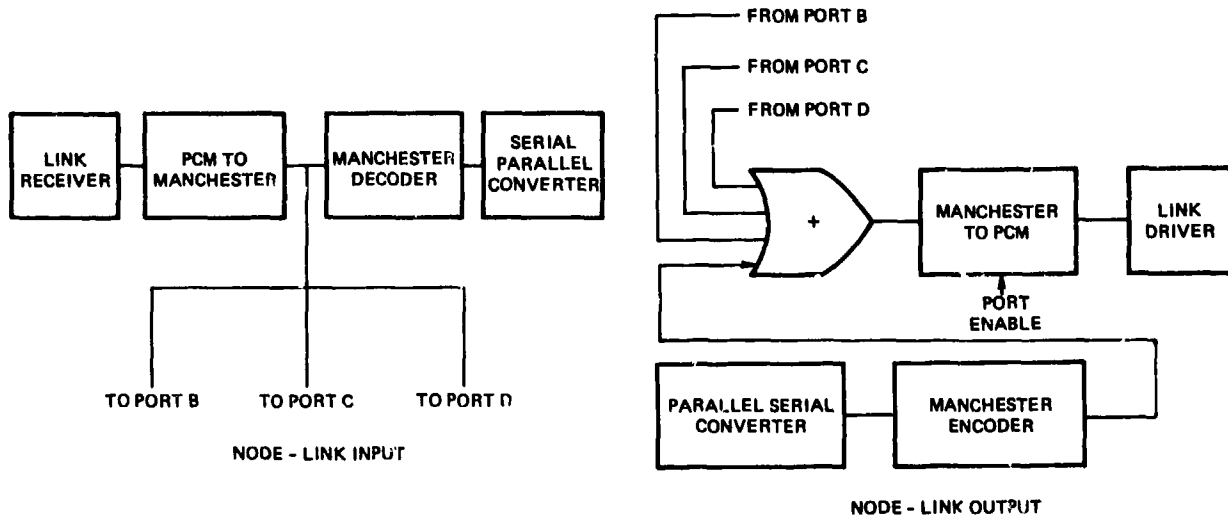 LINK
RECEIVER
PCM TO
MANCHESTER
MANCHESTER
DECODER
SERIAL
PARALLEL
CONVERTER
TO PORT B
TO PORT C
TO PORT D
NODE - LINK INPUT
FROM PORT B
FROM PORT C
FROM PORT D
+
MANCHESTER
TO PCM
LINK
DRIVER
PORT
ENABLE
PARALLEL SERIAL
CONVERTER
MANCHESTER
ENCODER
NODE - LINK OUTPUT